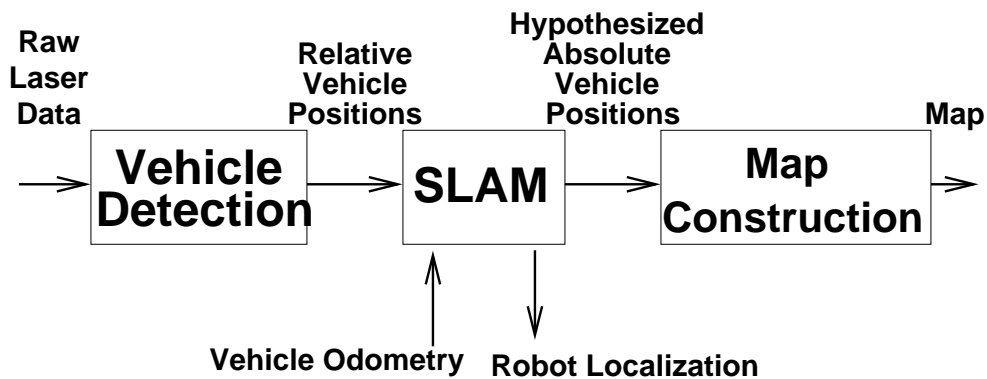 Raw
Laser
Data
Vehicle
Detection
Relative
Vehicle
Positions
SLAM
Hypothesized
Absolute
Vehicle
Positions
Map
Construction
Map
Vehicle Odometry
Robot Localization